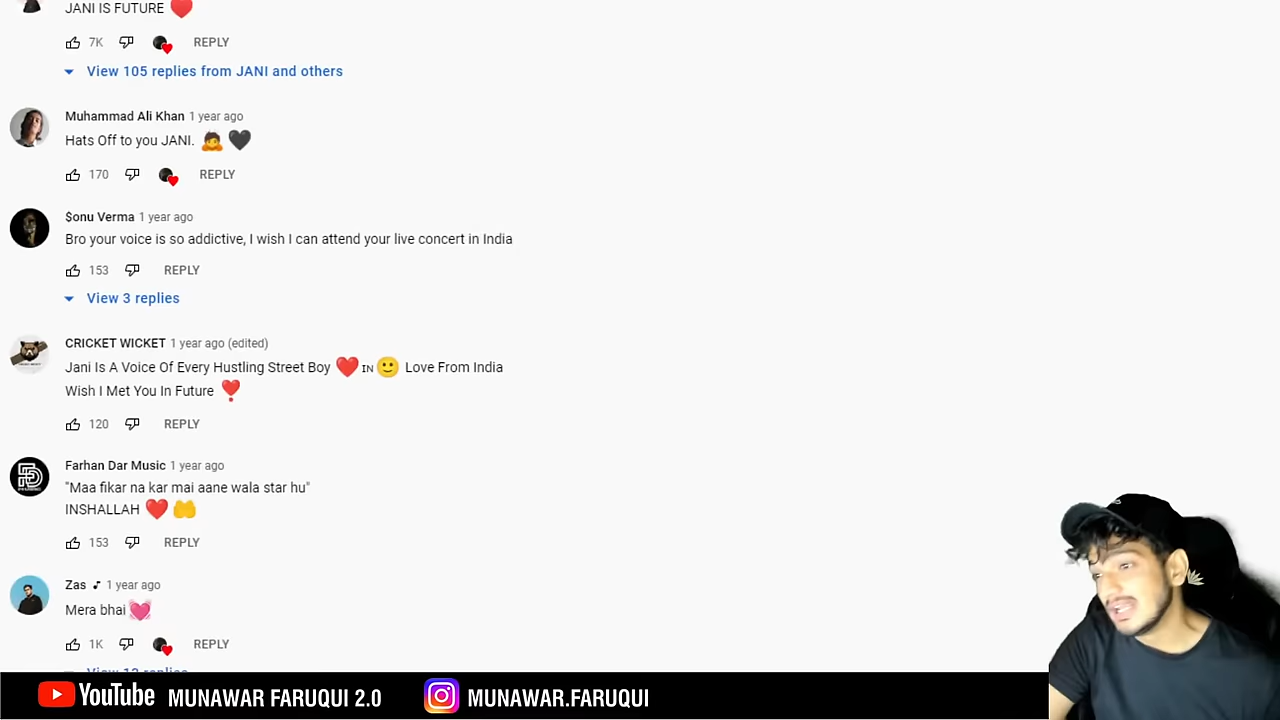 JANI IS FUTURE ❤️
7K REPLY
View 105 replies from JANI and others
Muhammad Ali Khan 1 year ago
Hats Off to you JANI. 🙇🖤
170 REPLY
$onu Verma 1 year ago
Bro your voice is so addictive, I wish I can attend your live concert in India
153 REPLY
View 3 replies
CRICKET WICKET 1 year ago (edited)
Jani Is A Voice Of Every Hustling Street Boy ❤️ IN 🙂 Love From India
Wish I Met You In Future ❣️
120 REPLY
Farhan Dar Music 1 year ago
"Maa fikar na kar mai aane wala star hu"
INSHALLAH ❤️🤲
153 REPLY
Zas 🎵 1 year ago
Mera bhai 💓
1K REPLY
View 12 replies
YouTube MUNAWAR FARUQUI 2.0 MUNAWAR.FARUQUI